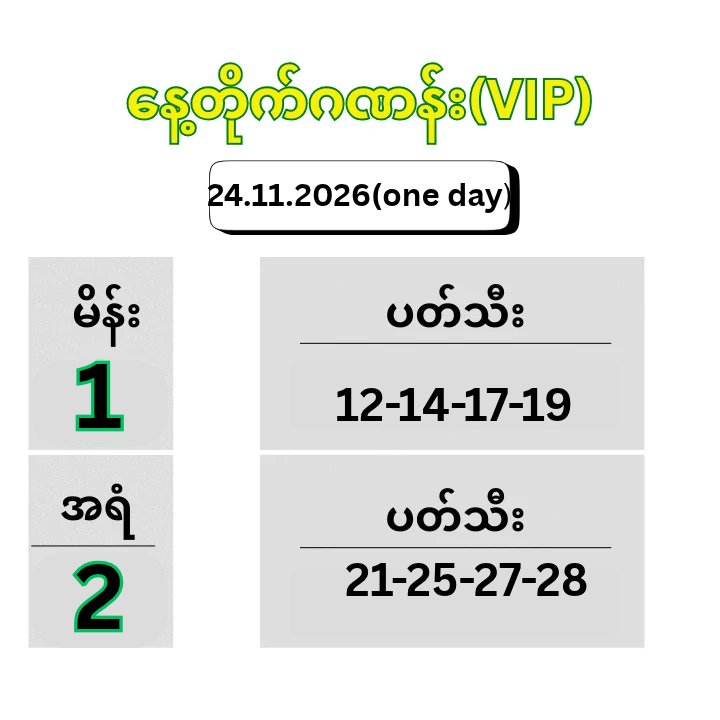 နေ့တိုက်ဂဏန်း(VIP)
24.11.2026(one day)
မိန်း
ပတ်သီး
1
12-14-17-19
အရံ
ပတ်သီး
2
21-25-27-28